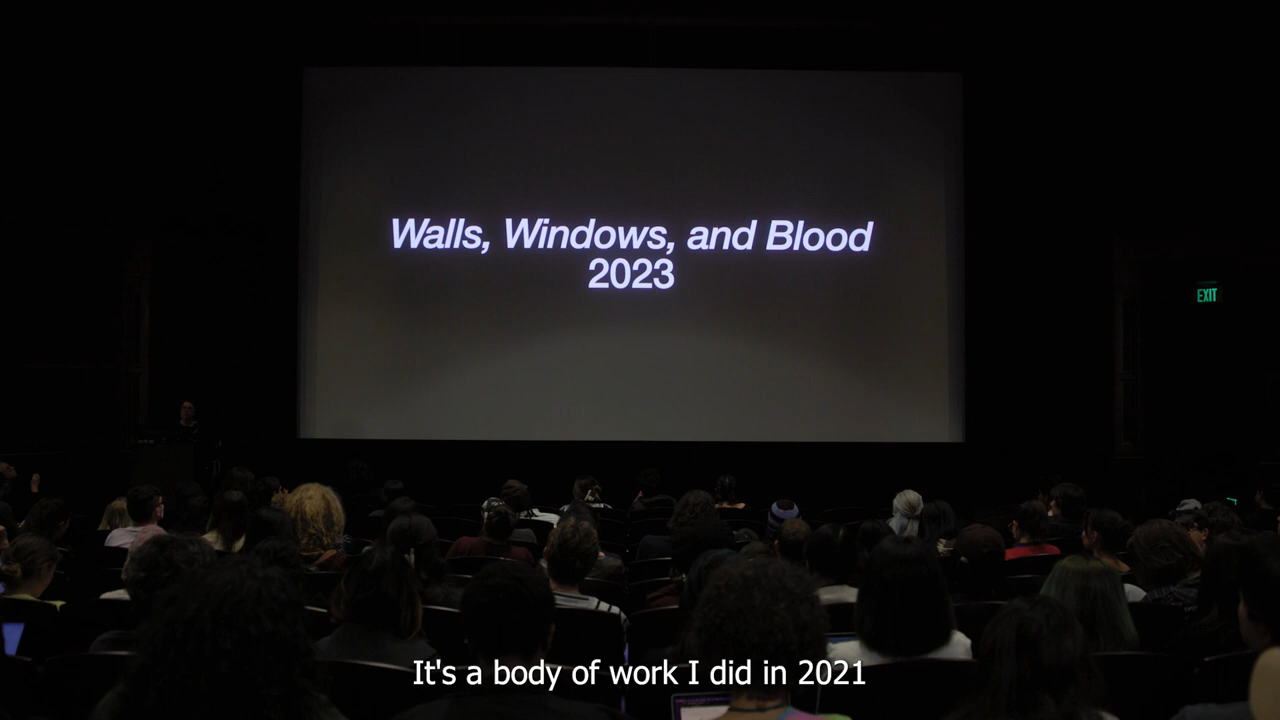 Walls, Windows, and Blood
2023
EXIT
It's a body of work I did in 2021